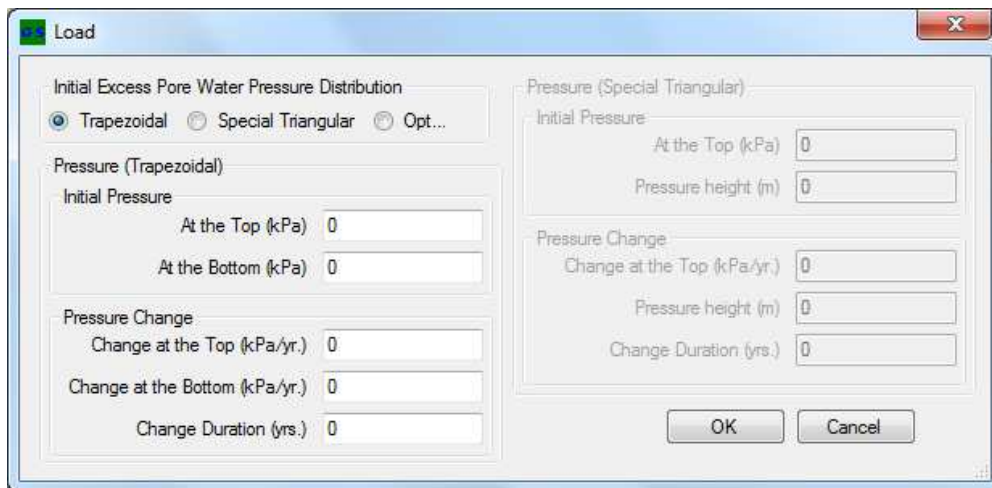 GS Load
Initial Excess Pore Water Pressure Distribution
Trapezoidal Special Triangular Opt...
Pressure (Trapezoidal)
Initial Pressure
At the Top (kPa) 0
At the Bottom (kPa) 0
Pressure Change
Change at the Top (kPa/yr.) 0
Change at the Bottom (kPa/yr.) 0
Change Duration (yrs.) 0
Pressure (Special Triangular)
Initial Pressure
At the Top (kPa) 0
Pressure height (m) 0
Pressure Change
Change at the Top (kPa/yr.) 0
Pressure height (m) 0
Change Duration (yrs.) 0
OK Cancel